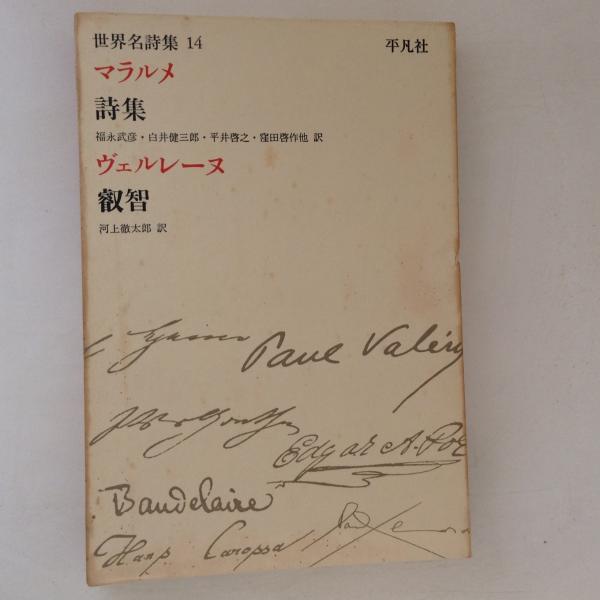 世界名詩集 14
平凡社
マラルメ
詩集
福永武彦・白井健三郎・平井啓之・窪田啓作他 訳
ヴェルレーヌ
叡智
河上徹太郎 訳
Paul Valéry
Edgar A. Poe
Baudelaire
Hans Carossa